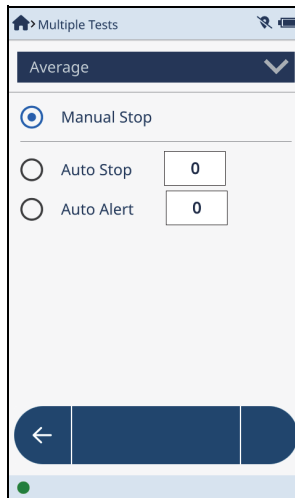 Multiple Tests
Average
Manual Stop
Auto Stop 0
Auto Alert 0